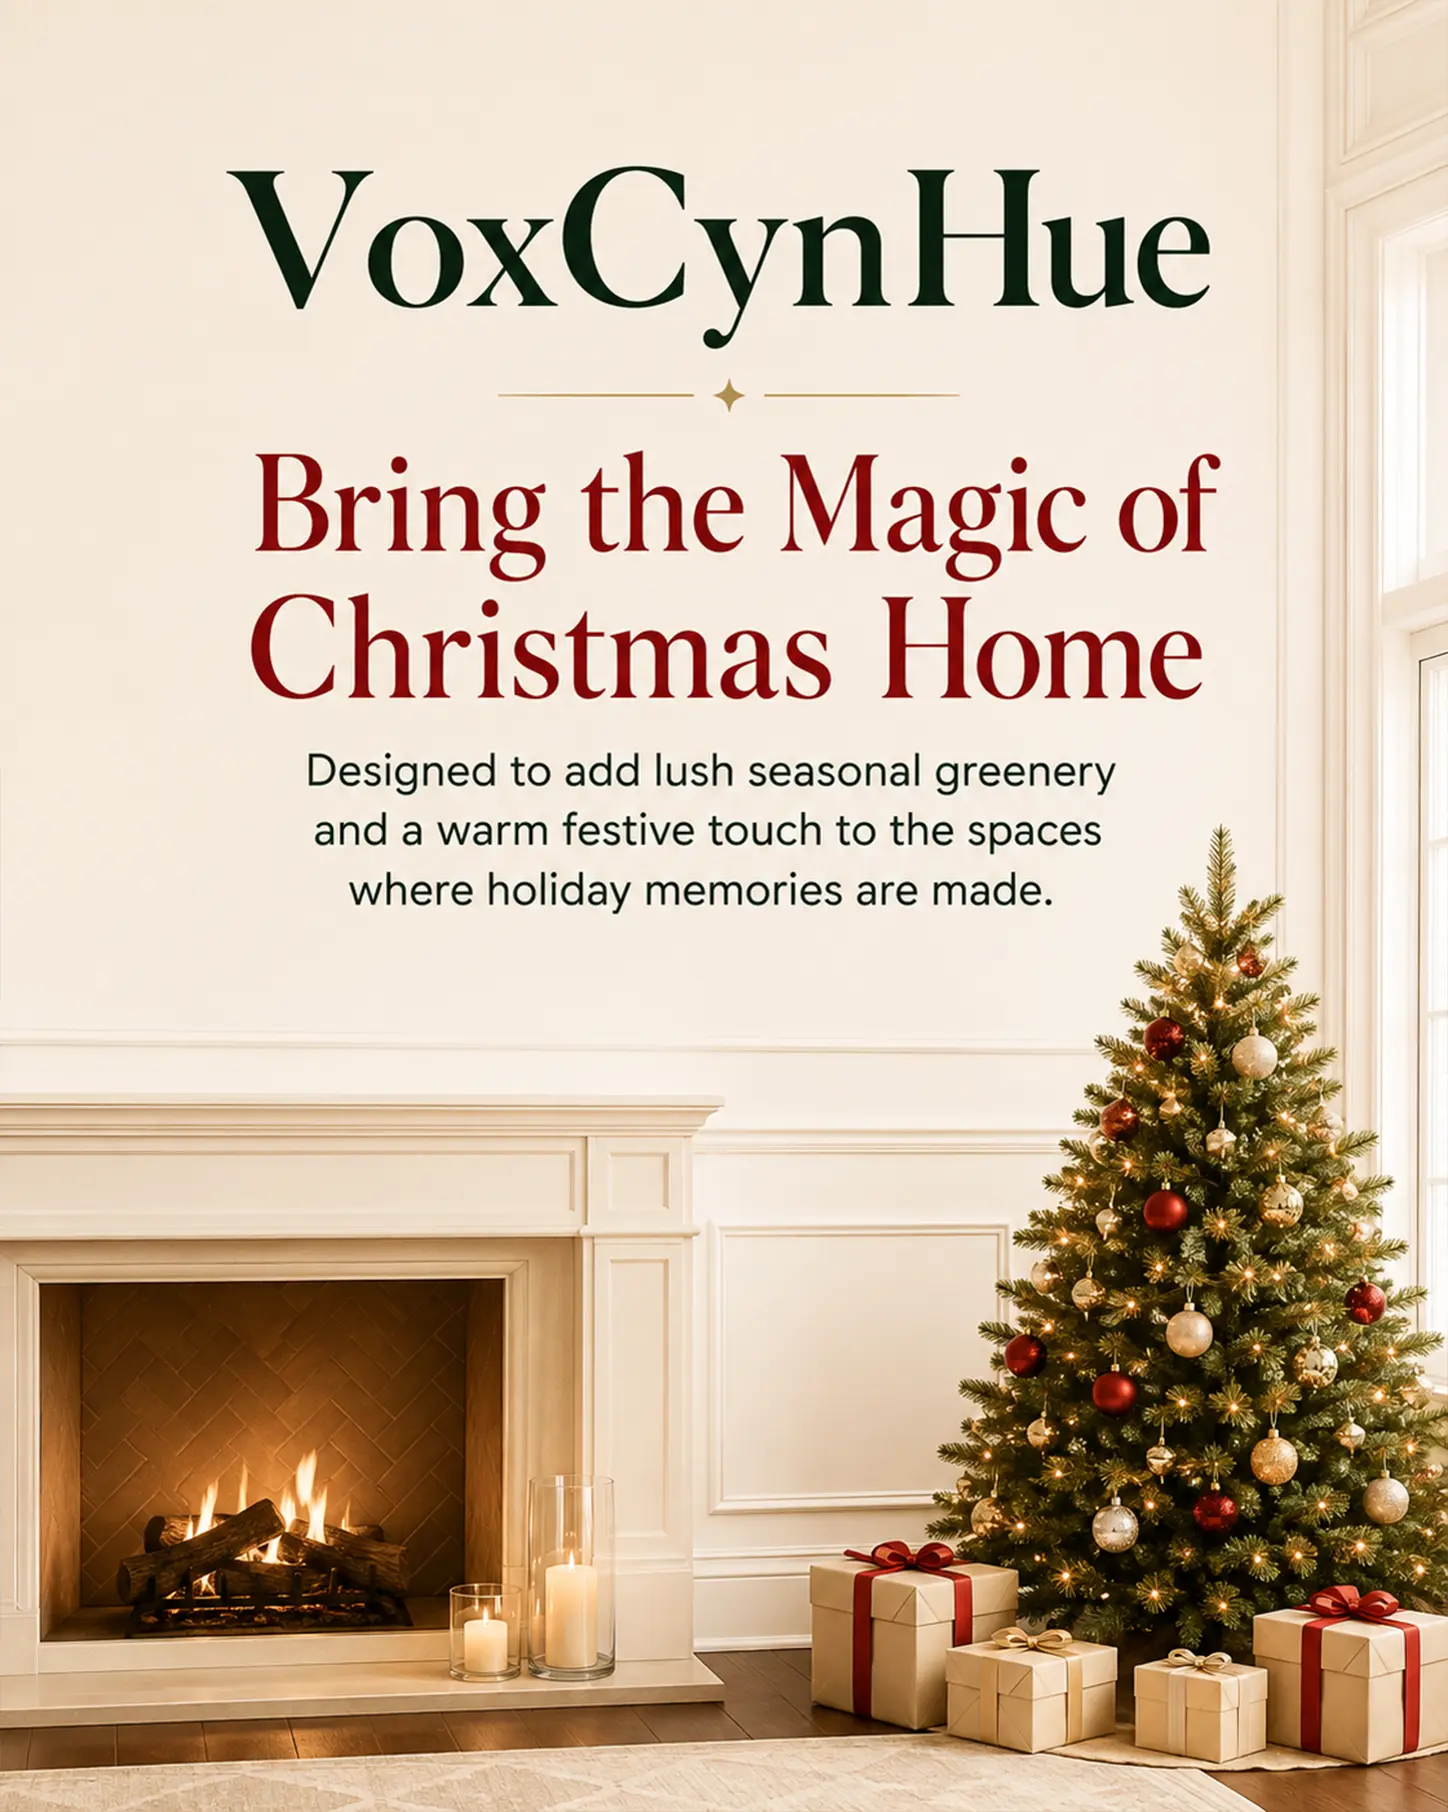 VoxCynHue
Bring the Magic of
Christmas Home
Designed to add lush seasonal greenery
and a warm festive touch to the spaces
where holiday memories are made.